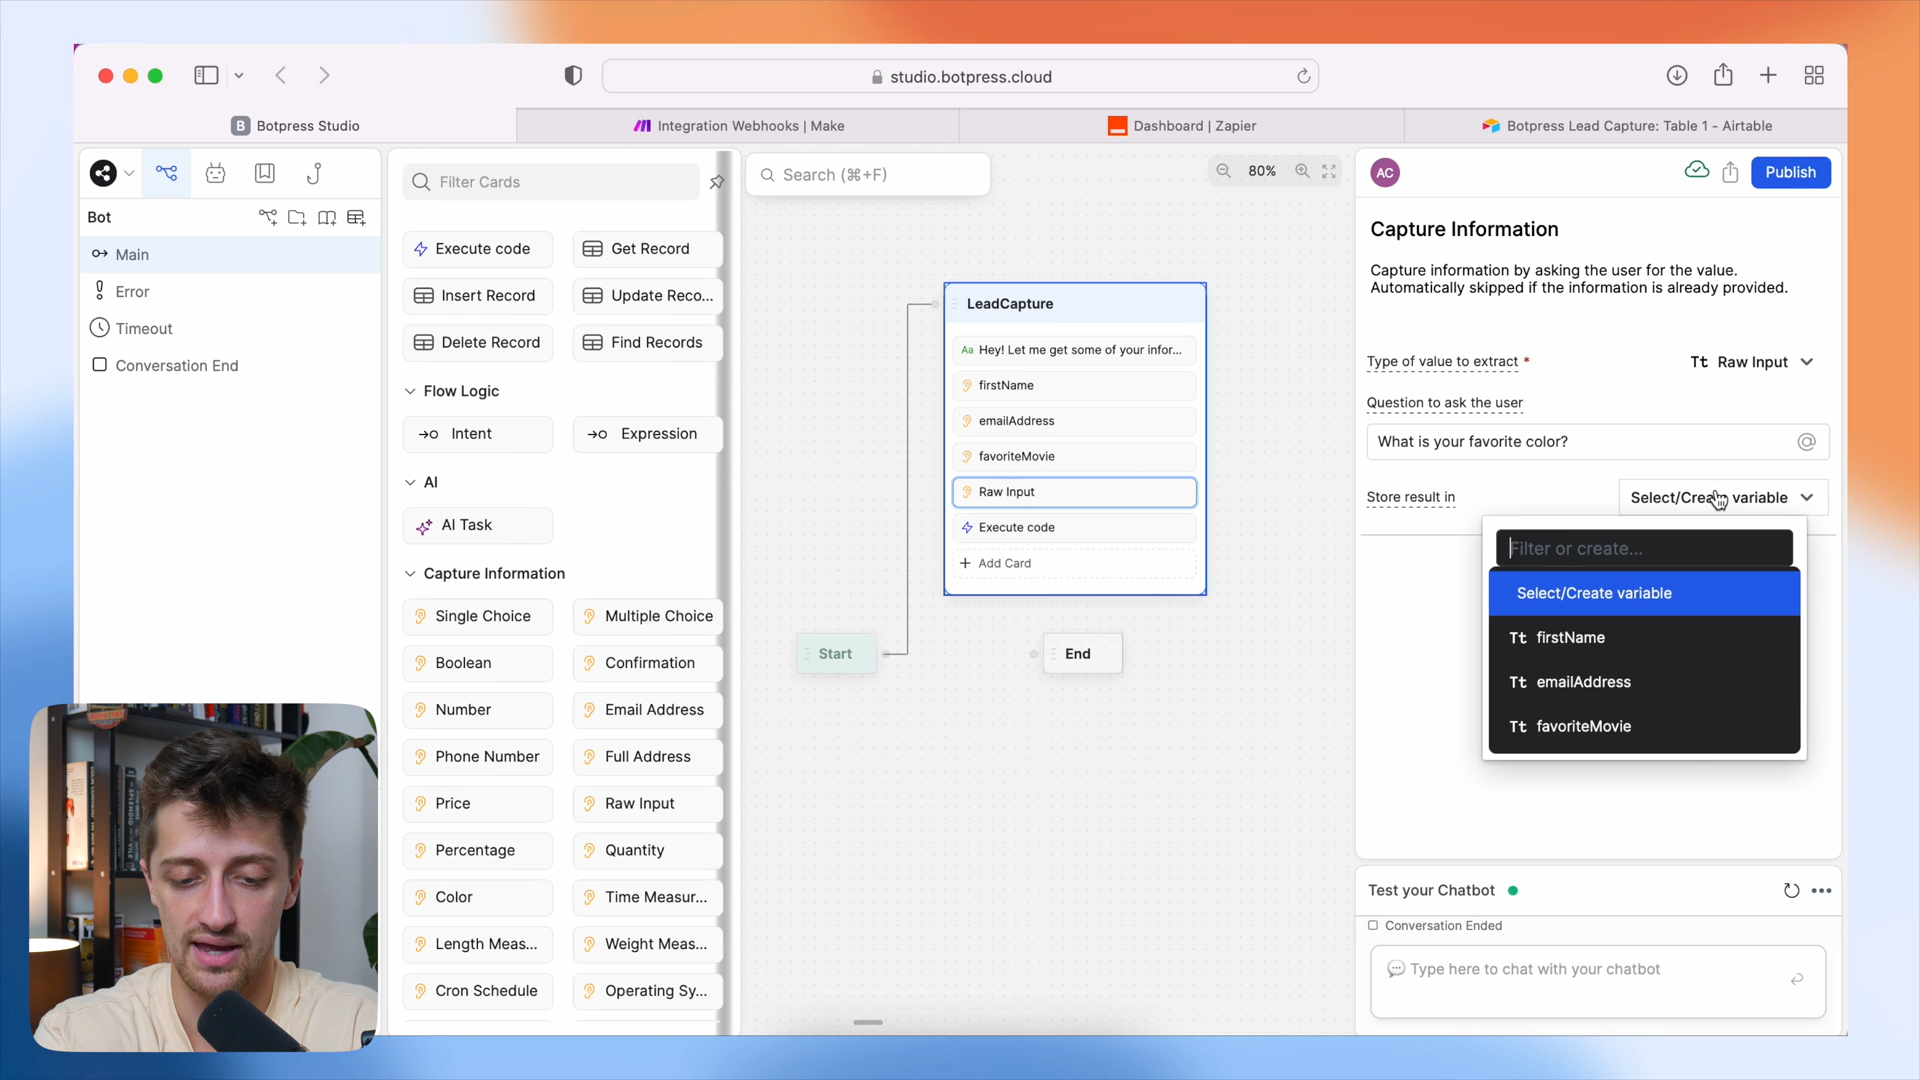 studio.botpress.cloud
B Botpress Studio
Integration Webhooks | Make
Dashboard | Zapier
Botpress Lead Capture: Table 1 - Airtable
Bot
Main
Error
Timeout
Conversation End
Filter Cards
Execute code
Get Record
Insert Record
Update Reco...
Delete Record
Find Records
Flow Logic
Intent
Expression
AI
AI Task
Capture Information
Single Choice
Multiple Choice
Boolean
Confirmation
Number
Email Address
Phone Number
Full Address
Price
Raw Input
Percentage
Quantity
Color
Time Measur...
Length Meas...
Weight Meas...
Cron Schedule
Operating Sy...
Search (⌘+F)
80%
LeadCapture
Aa Hey! Let me get some of your infor...
firstName
emailAddress
favoriteMovie
Raw Input
Execute code
+ Add Card
Start
End
AC
Publish
Capture Information
Capture information by asking the user for the value.
Automatically skipped if the information is already provided.
Type of value to extract *
Tt Raw Input
Question to ask the user
What is your favorite color?
Store result in
Select/Create variable
Filter or create...
Select/Create variable
Tt firstName
Tt emailAddress
Tt favoriteMovie
Test your Chatbot
Conversation Ended
Type here to chat with your chatbot